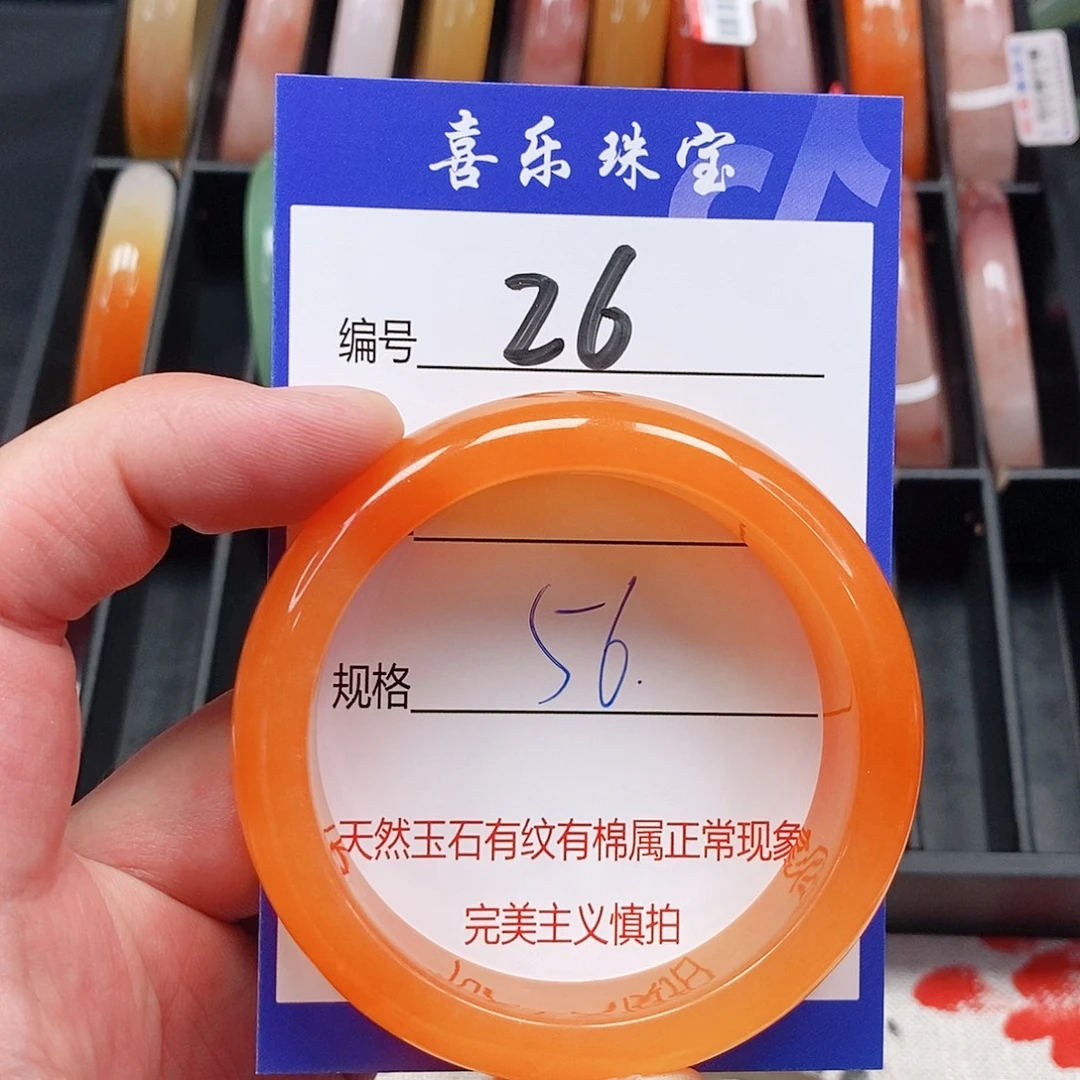 喜乐珠宝
编号 26
规格 56.
天然玉石有纹有棉属正常现象
完美主义慎拍